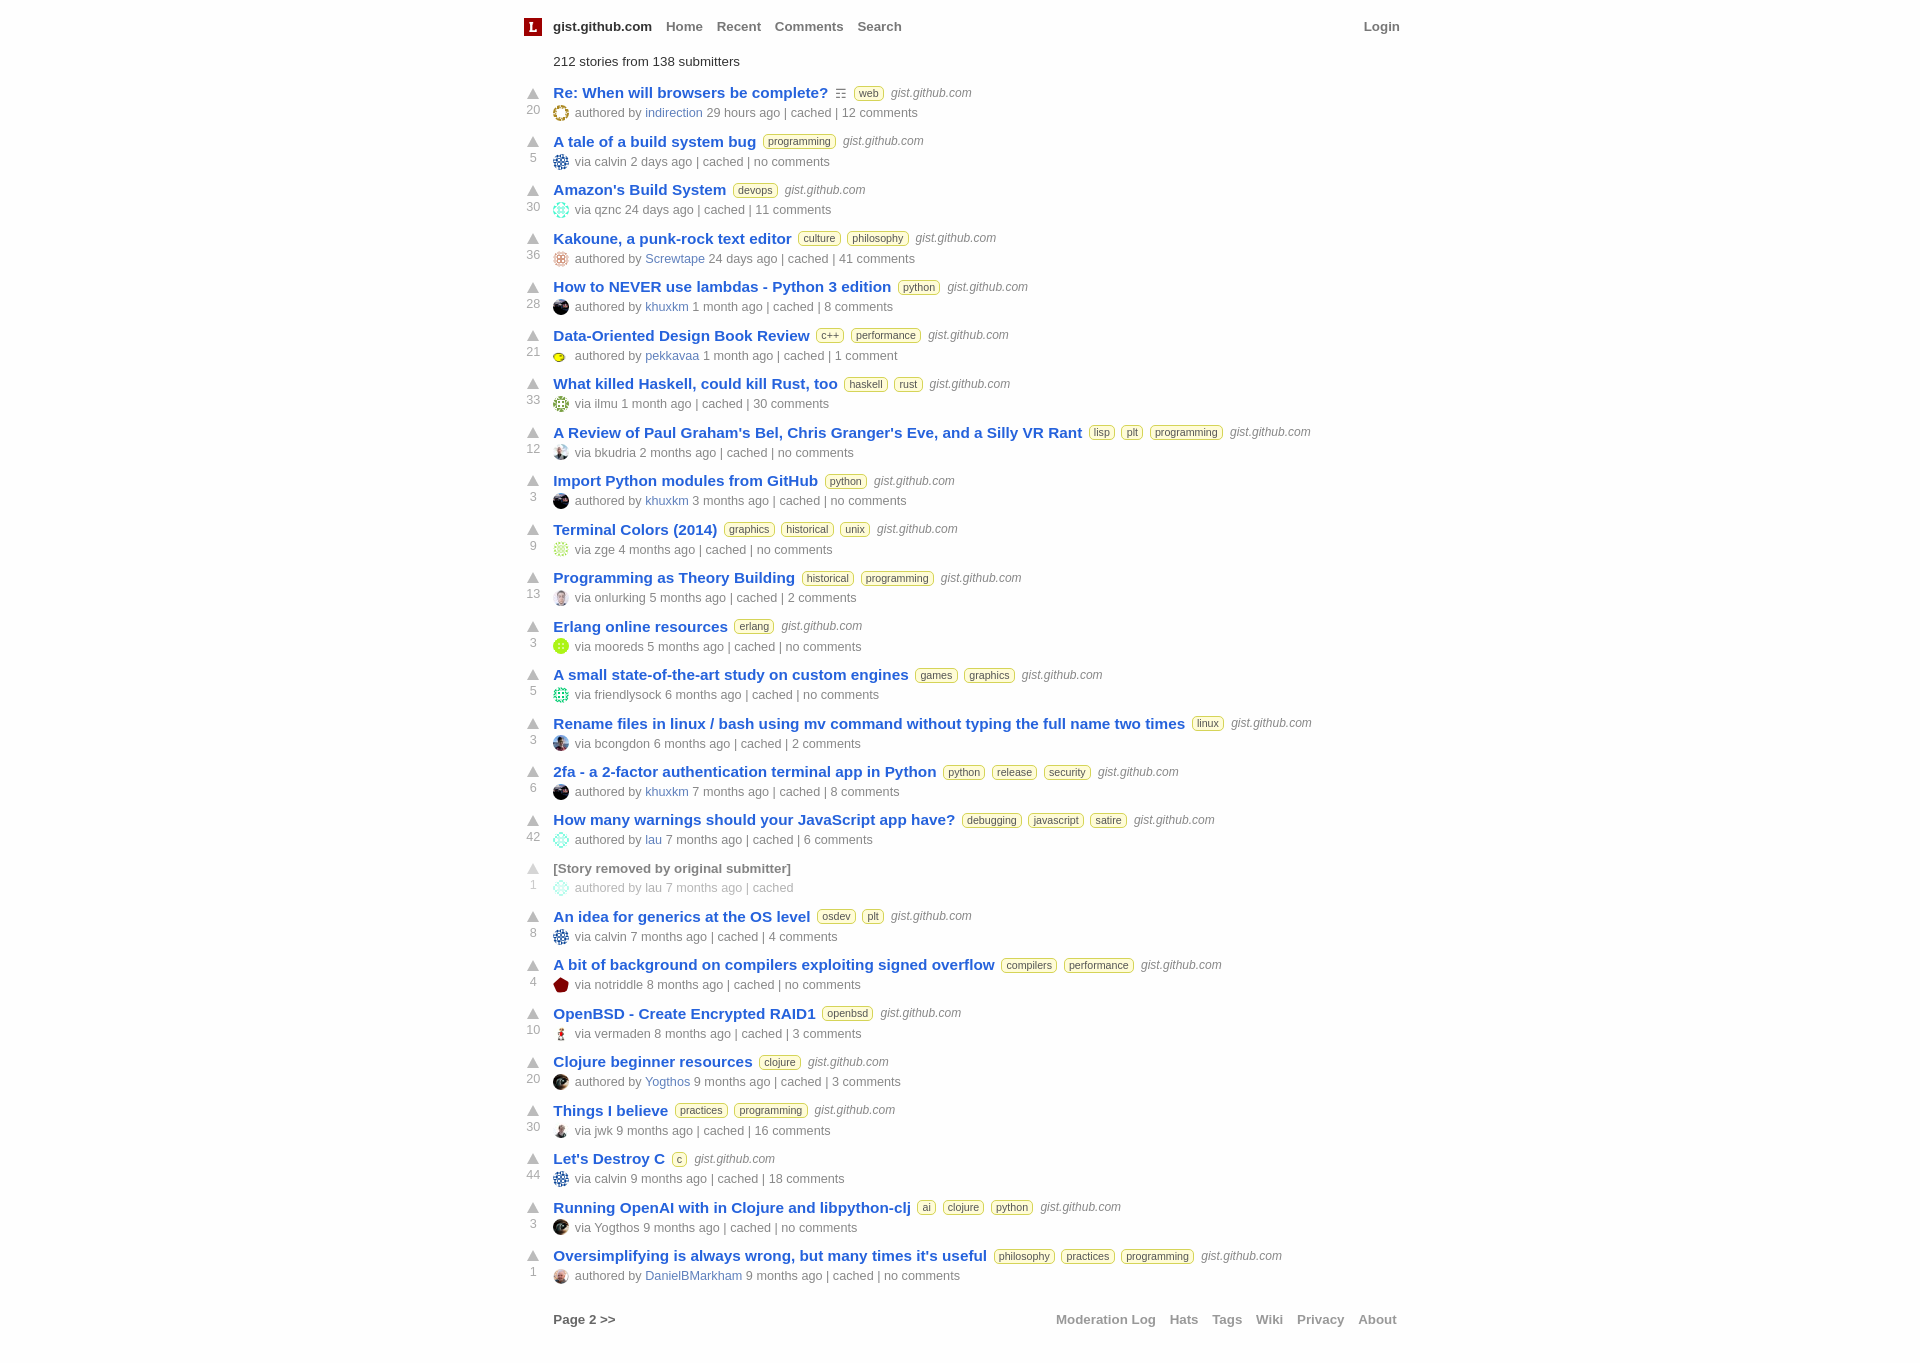 L gist.github.com Home Recent Comments Search Login
212 stories from 138 submitters
Re: When will browsers be complete? ☶ web gist.github.com
20 authored by indirection 29 hours ago | cached | 12 comments
A tale of a build system bug programming gist.github.com
5 via calvin 2 days ago | cached | no comments
Amazon's Build System devops gist.github.com
30 via qznc 24 days ago | cached | 11 comments
Kakoune, a punk-rock text editor culture philosophy gist.github.com
36 authored by Screwtape 24 days ago | cached | 41 comments
How to NEVER use lambdas - Python 3 edition python gist.github.com
28 authored by khuxkm 1 month ago | cached | 8 comments
Data-Oriented Design Book Review c++ performance gist.github.com
21 authored by pekkavaa 1 month ago | cached | 1 comment
What killed Haskell, could kill Rust, too haskell rust gist.github.com
33 via ilmu 1 month ago | cached | 30 comments
A Review of Paul Graham's Bel, Chris Granger's Eve, and a Silly VR Rant lisp plt programming gist.github.com
12 via bkudria 2 months ago | cached | no comments
Import Python modules from GitHub python gist.github.com
3 authored by khuxkm 3 months ago | cached | no comments
Terminal Colors (2014) graphics historical unix gist.github.com
9 via zge 4 months ago | cached | no comments
Programming as Theory Building historical programming gist.github.com
13 via onlurking 5 months ago | cached | 2 comments
Erlang online resources erlang gist.github.com
3 via mooreds 5 months ago | cached | no comments
A small state-of-the-art study on custom engines games graphics gist.github.com
5 via friendlysock 6 months ago | cached | no comments
Rename files in linux / bash using mv command without typing the full name two times linux gist.github.com
3 via bcongdon 6 months ago | cached | 2 comments
2fa - a 2-factor authentication terminal app in Python python release security gist.github.com
6 authored by khuxkm 7 months ago | cached | 8 comments
How many warnings should your JavaScript app have? debugging javascript satire gist.github.com
42 authored by lau 7 months ago | cached | 6 comments
[Story removed by original submitter]
1 authored by lau 7 months ago | cached
An idea for generics at the OS level osdev plt gist.github.com
8 via calvin 7 months ago | cached | 4 comments
A bit of background on compilers exploiting signed overflow compilers performance gist.github.com
4 via notriddle 8 months ago | cached | no comments
OpenBSD - Create Encrypted RAID1 openbsd gist.github.com
10 via vermaden 8 months ago | cached | 3 comments
Clojure beginner resources clojure gist.github.com
20 authored by Yogthos 9 months ago | cached | 3 comments
Things I believe practices programming gist.github.com
30 via jwk 9 months ago | cached | 16 comments
Let's Destroy C c gist.github.com
44 via calvin 9 months ago | cached | 18 comments
Running OpenAI with in Clojure and libpython-clj ai clojure python gist.github.com
3 via Yogthos 9 months ago | cached | no comments
Oversimplifying is always wrong, but many times it's useful philosophy practices programming gist.github.com
1 authored by DanielBMarkham 9 months ago | cached | no comments
Page 2 >> Moderation Log Hats Tags Wiki Privacy About